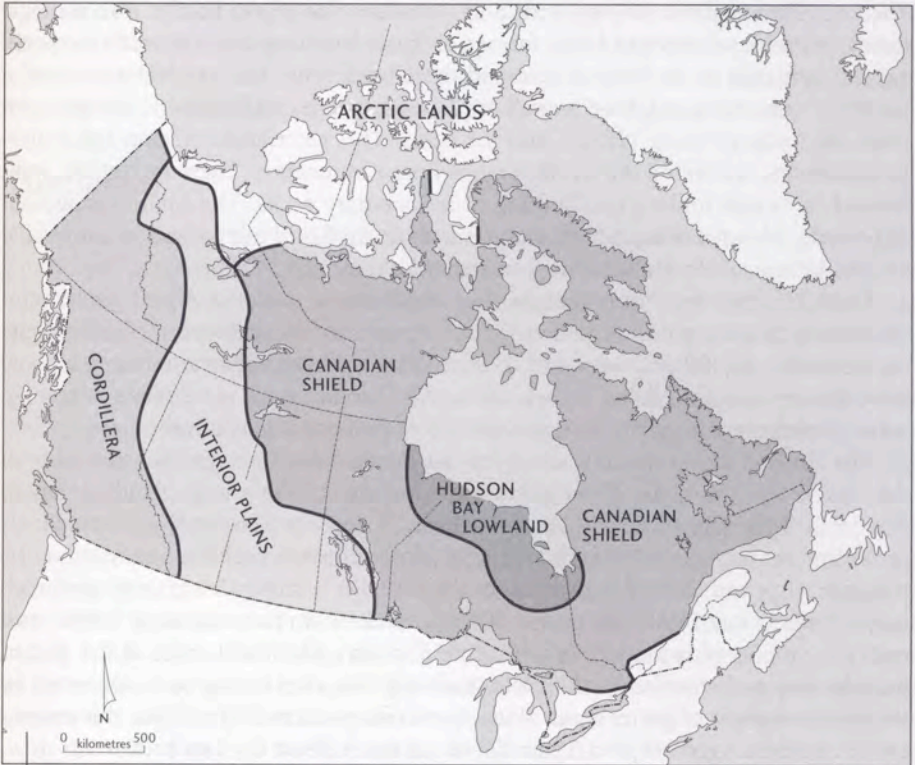 ARCTIC LANDS
CORDILLERA
INTERIOR PLAINS
CANADIAN
SHIELD
HUDSON
BAY
LOWLAND
CANADIAN
SHIELD
N
0 kilometres 500